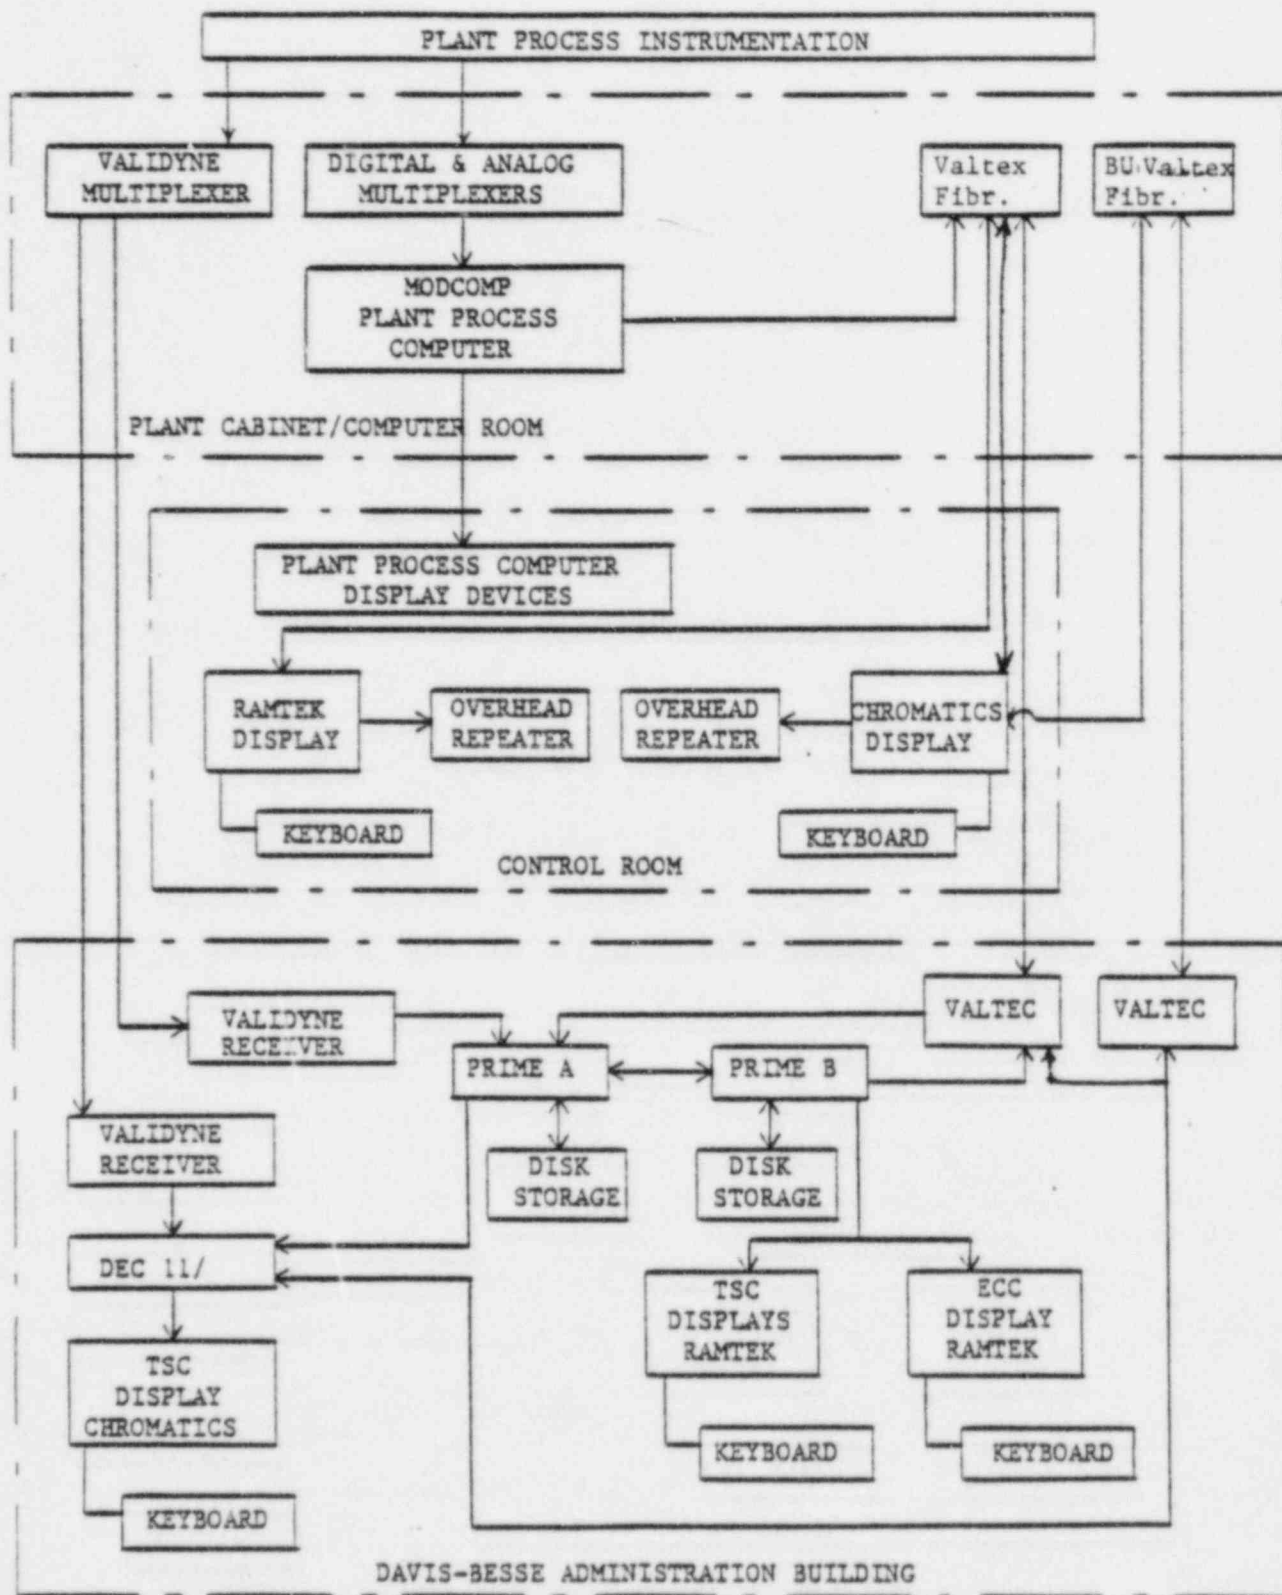 PLANT PROCESS INSTRUMENTATION
VALIDYNE
MULTIPLEXER
DIGITAL & ANALOG
MULTIPLEXERS
Valtex
Fibr.
BU Valtex
Fibr.
MODCOMP
PLANT PROCESS
COMPUTER
PLANT CABINET/COMPUTER ROOM
PLANT PROCESS COMPUTER
DISPLAY DEVICES
RAMTEK
DISPLAY
OVERHEAD
REPEATER
OVERHEAD
REPEATER
CHROMATICS
DISPLAY
KEYBOARD
KEYBOARD
CONTROL ROOM
VALIDYNE
RECEIVER
VALTEC
VALTEC
PRIME A
PRIME B
VALIDYNE
RECEIVER
DISK
STORAGE
DISK
STORAGE
DEC 11/
TSC
DISPLAYS
RAMTEK
ECC
DISPLAY
RAMTEK
TSC
DISPLAY
CHROMATICS
KEYBOARD
KEYBOARD
KEYBOARD
DAVIS-BESSE ADMINISTRATION BUILDING